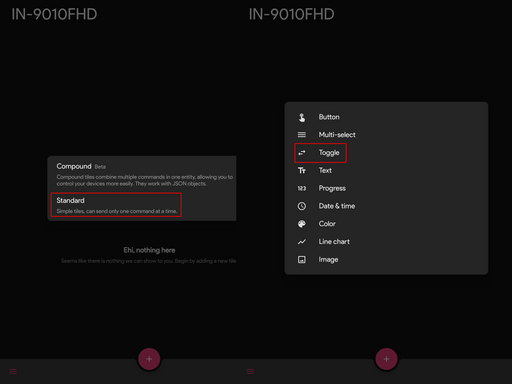 IN-9010FHD
Compound Beta
Compound tiles combine multiple commands in one entity, allowing you to
control your devices more easily. They work with JSON objects.
Standard
Simple tiles, can send only one command at a time.
Ehi, nothing here
Seems like there is nothing we can show to you. Begin by adding a new tile
IN-9010FHD
Button
Multi-select
Toggle
Tт Text
123 Progress
Date & time
Color
Line chart
Image